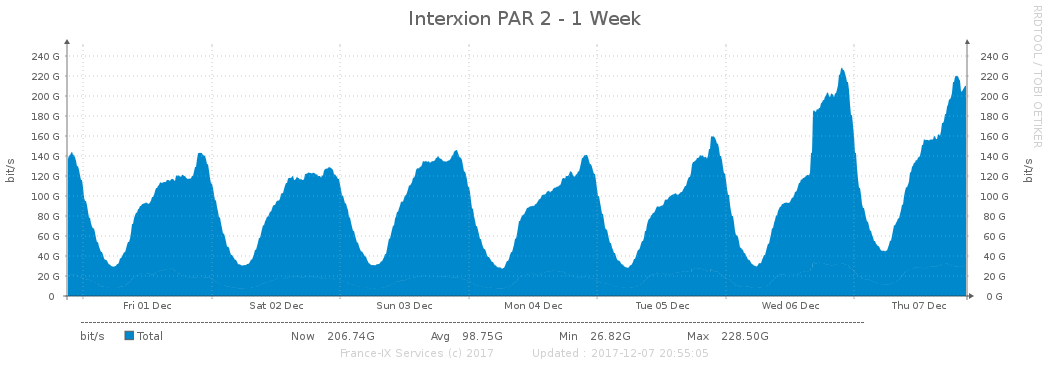 Interxion PAR 2 - 1 Week
RRDTOOL / TOBI OETIKER
bit/s
240 G 240 G
220 G 220 G
200 G 200 G
180 G 180 G
160 G 160 G
140 G 140 G
120 G 120 G
100 G 100 G
80 G 80 G
60 G 60 G
40 G 40 G
20 G 20 G
0 0 G
bit/s
Fri 01 Dec Sat 02 Dec Sun 03 Dec Mon 04 Dec Tue 05 Dec Wed 06 Dec Thu 07 Dec
bit/s Total Now 206.74G Avg 98.75G Min 26.82G Max 228.50G
France-IX Services (c) 2017 Updated : 2017-12-07 20:55:05